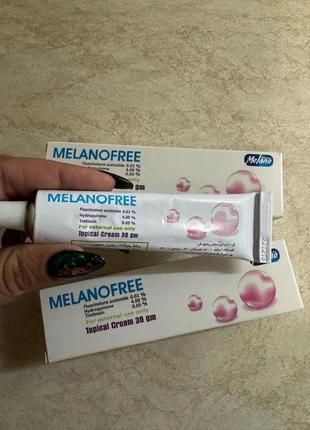 MELANOFREE
Fluocinolone acetonide 0.01 %
Hydroquinone 4.00 %
Tretinoin 0.05 %
Melano
MELANOFREE
Fluocinolone acetonide 0.01 %
Hydroquinone 4.00 %
Tretinoin 0.05 %
For external use only
Topical Cream 30 gm
MELANOFREE
Fluocinolone acetonide 0.01 %
Hydroquinone 4.00 %
Tretinoin 0.05 %
For external use only
Topical Cream 30 gm